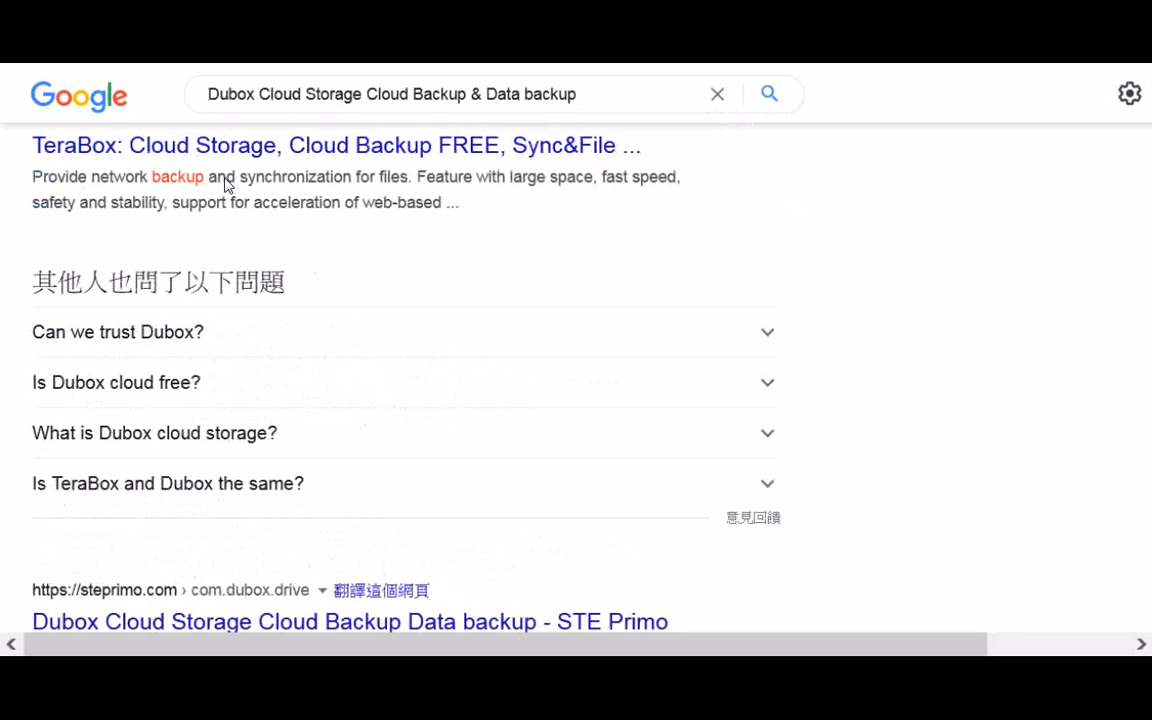 Google
Dubox Cloud Storage Cloud Backup & Data backup
TeraBox: Cloud Storage, Cloud Backup FREE, Sync&File ...
Provide network backup and synchronization for files. Feature with large space, fast speed,
safety and stability, support for acceleration of web-based ...
其他人也問了以下問題
Can we trust Dubox?
Is Dubox cloud free?
What is Dubox cloud storage?
Is TeraBox and Dubox the same?
意見回饋
https://steprimo.com › com.dubox.drive 翻譯這個網頁
Dubox Cloud Storage Cloud Backup Data backup - STE Primo